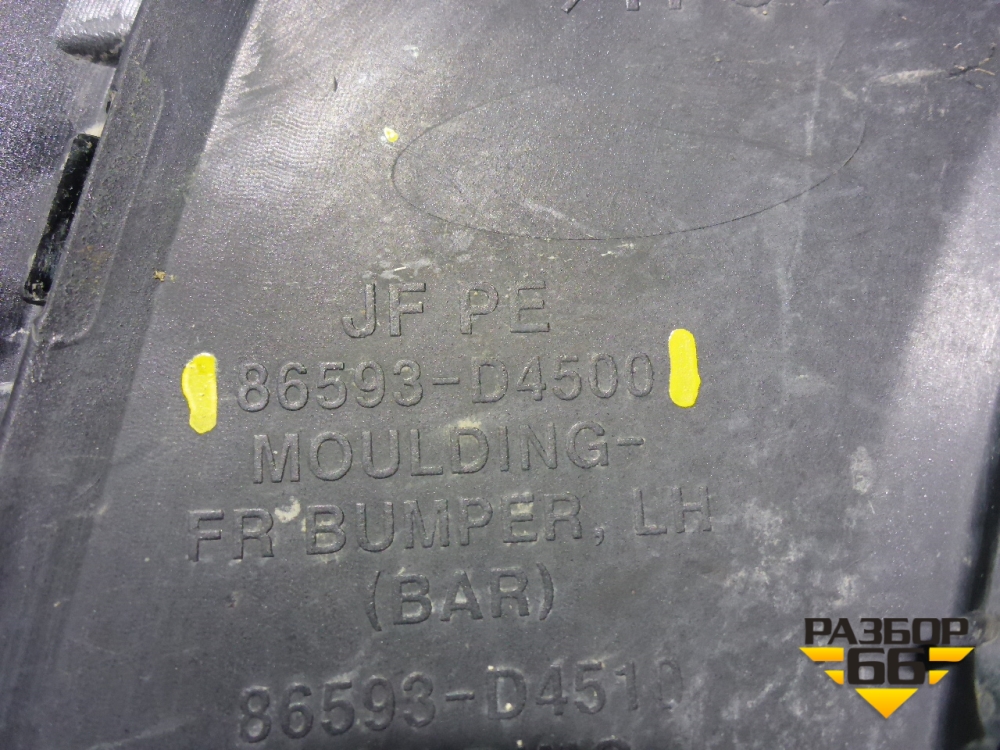 JF PE
86593-D4500
MOULDING-
FR BUMPER, LH
(BAR)
86593-D4510
РАЗБОР
66